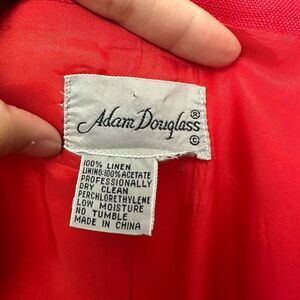 Adam Douglass ®
©
100% LINEN
LINING:100% ACETATE
PROFESSIONALLY
DRY CLEAN
PERCHLORETHYLENE
LOW MOISTURE
NO TUMBLE
MADE IN CHINA